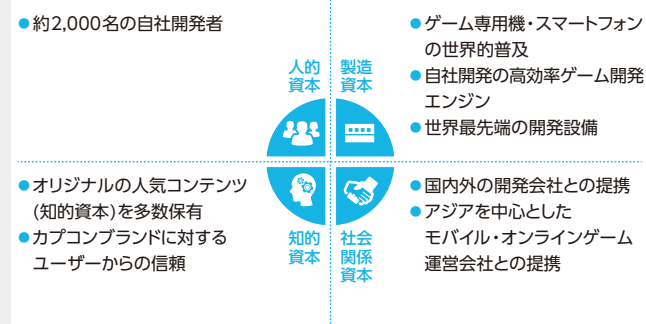 ●約2,000名の自社開発者
人的
資本
製造
資本
●ゲーム専用機・スマートフォン
の世界的普及
●自社開発の高効率ゲーム開発
エンジン
●世界最先端の開発設備
●オリジナルの人気コンテンツ
(知的資本)を多数保有
●カプコンブランドに対する
ユーザーからの信頼
知的
資本
社会
関係
資本
●国内外の開発会社との提携
●アジアを中心とした
モバイル・オンラインゲーム
運営会社との提携